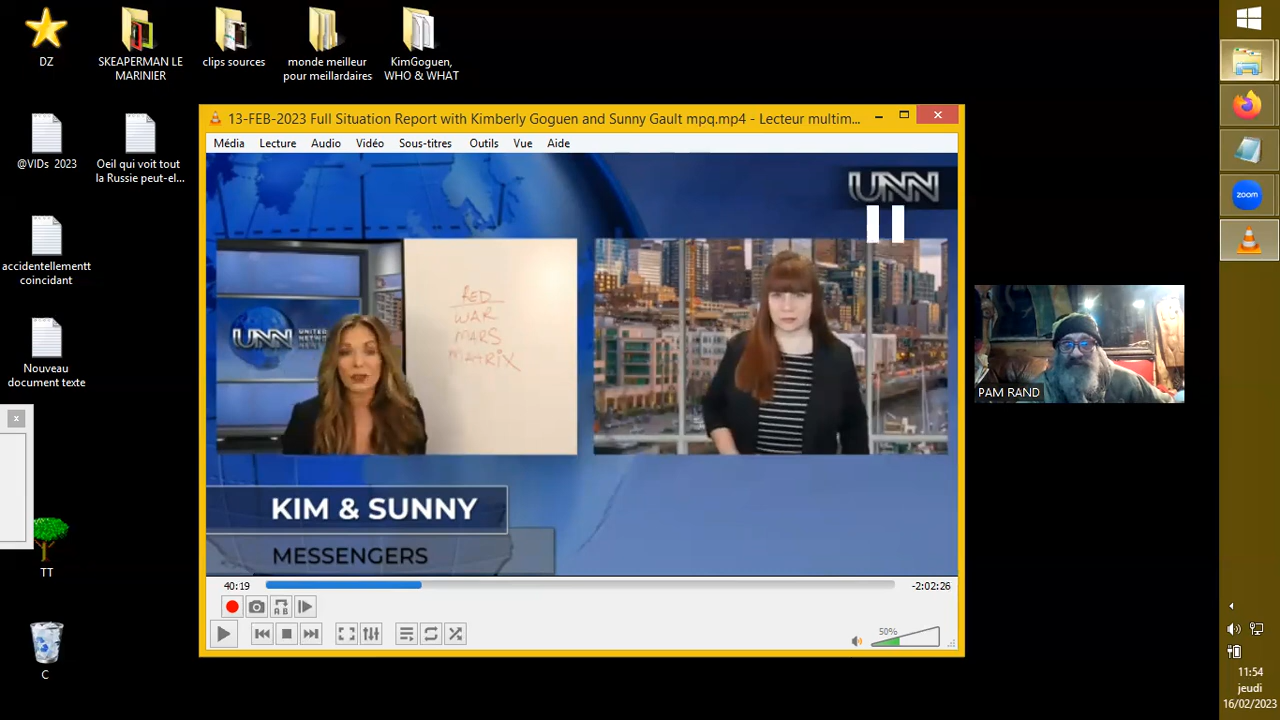 DZ
SKEAPERMAN LE
MARINIER
clips sources
monde meilleur
pour meillardaires
KimGoguen,
WHO & WHAT
@VIDs 2023
Oeil qui voit tout
la Russie peut-el...
accidentellementt
coincidant
Nouveau
document texte
TT
C
x
13-FEB-2023 Full Situation Report with Kimberly Goguen and Sunny Gault mpq.mp4 - Lecteur multim...
Média Lecture Audio Vidéo Sous-titres Outils Vue Aide
UNN
RED
WAR
MARS
MATRIX
UNN
KIM & SUNNY
MESSENGERS
40:19
-2:02:26
A B
50%
PAM RAND
zoom
11:54
jeudi
16/02/2023